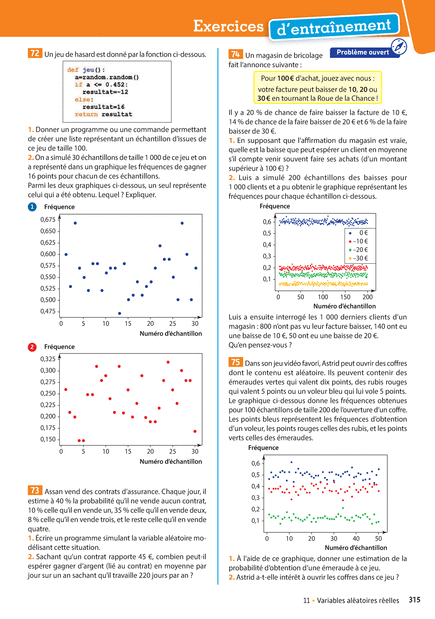 Exercices d'entraînement
72 Un jeu de hasard est donné par la fonction ci-dessous.
def jeu():
a=random.random()
if a <= 0.452:
resultat=-12
else:
resultat=16
return resultat
1. Donner un programme ou une commande permettant
de créer une liste représentant un échantillon d'issues de
ce jeu de taille 100.
2. On a simulé 30 échantillons de taille 1 000 de ce jeu et on
a représenté dans un graphique les fréquences de gagner
16 points pour chacun de ces échantillons.
Parmi les deux graphiques ci-dessous, un seul représente
celui qui a été obtenu. Lequel ? Expliquer.
1 Fréquence
0,675
0,650
0,625
0,600
0,575
0,550
0,525
0,500
0,475
0 5 10 15 20 25 30
Numéro d'échantillon
2 Fréquence
0,325
0,300
0,275
0,250
0,225
0,200
0,175
0,150
0 5 10 15 20 25 30
Numéro d'échantillon
73 Assan vend des contrats d'assurance. Chaque jour, il
estime à 40 % la probabilité qu'il ne vende aucun contrat,
10 % celle qu'il en vende un, 35 % celle qu'il en vende deux,
8 % celle qu'il en vende trois, et le reste celle qu'il en vende
quatre.
1. Écrire un programme simulant la variable aléatoire mo-
délisant cette situation.
2. Sachant qu'un contrat rapporte 45 €, combien peut-il
espérer gagner d'argent (lié au contrat) en moyenne par
jour sur un an sachant qu'il travaille 220 jours par an ?
74 Un magasin de bricolage
Problème ouvert
fait l'annonce suivante :
Pour 100 € d'achat, jouez avec nous :
votre facture peut baisser de 10, 20 ou
30 € en tournant la Roue de la Chance !
Il y a 20 % de chance de faire baisser la facture de 10 €,
14 % de chance de la faire baisser de 20 € et 6 % de la faire
baisser de 30 €.
1. En supposant que l'affirmation du magasin est vraie,
quelle est la baisse que peut espérer un client en moyenne
s'il compte venir souvent faire ses achats (d'un montant
supérieur à 100 €) ?
2. Luis a simulé 200 échantillons des baisses pour
1 000 clients et a pu obtenir le graphique représentant les
fréquences pour chaque échantillon ci-dessous.
Fréquence
0,6
0,5
0,4
0,3
0,2
0,1
0 €
–10 €
–20 €
–30 €
0 50 100 150 200
Numéro d'échantillon
Luis a ensuite interrogé les 1 000 derniers clients d'un
magasin : 800 n'ont pas vu leur facture baisser, 140 ont eu
une baisse de 10 €, 50 ont eu une baisse de 20 €.
Qu'en pensez-vous ?
75 Dans son jeu vidéo favori, Astrid peut ouvrir des coffres
dont le contenu est aléatoire. Ils peuvent contenir des
émeraudes vertes qui valent dix points, des rubis rouges
qui valent 5 points ou un voleur bleu qui lui vole 5 points.
Le graphique ci-dessous donne les fréquences obtenues
pour 100 échantillons de taille 200 de l'ouverture d'un coffre.
Les points bleus représentent les fréquences d'obtention
d'un voleur, les points rouges celles des rubis, et les points
verts celles des émeraudes.
Fréquence
0,6
0,5
0,4
0,3
0,2
0,1
0 10 20 30 40 50
Numéro d'échantillon
1. À l'aide de ce graphique, donner une estimation de la
probabilité d'obtention d'une émeraude à ce jeu.
2. Astrid a-t-elle intérêt à ouvrir les coffres dans ce jeu ?
11 • Variables aléatoires réelles 315